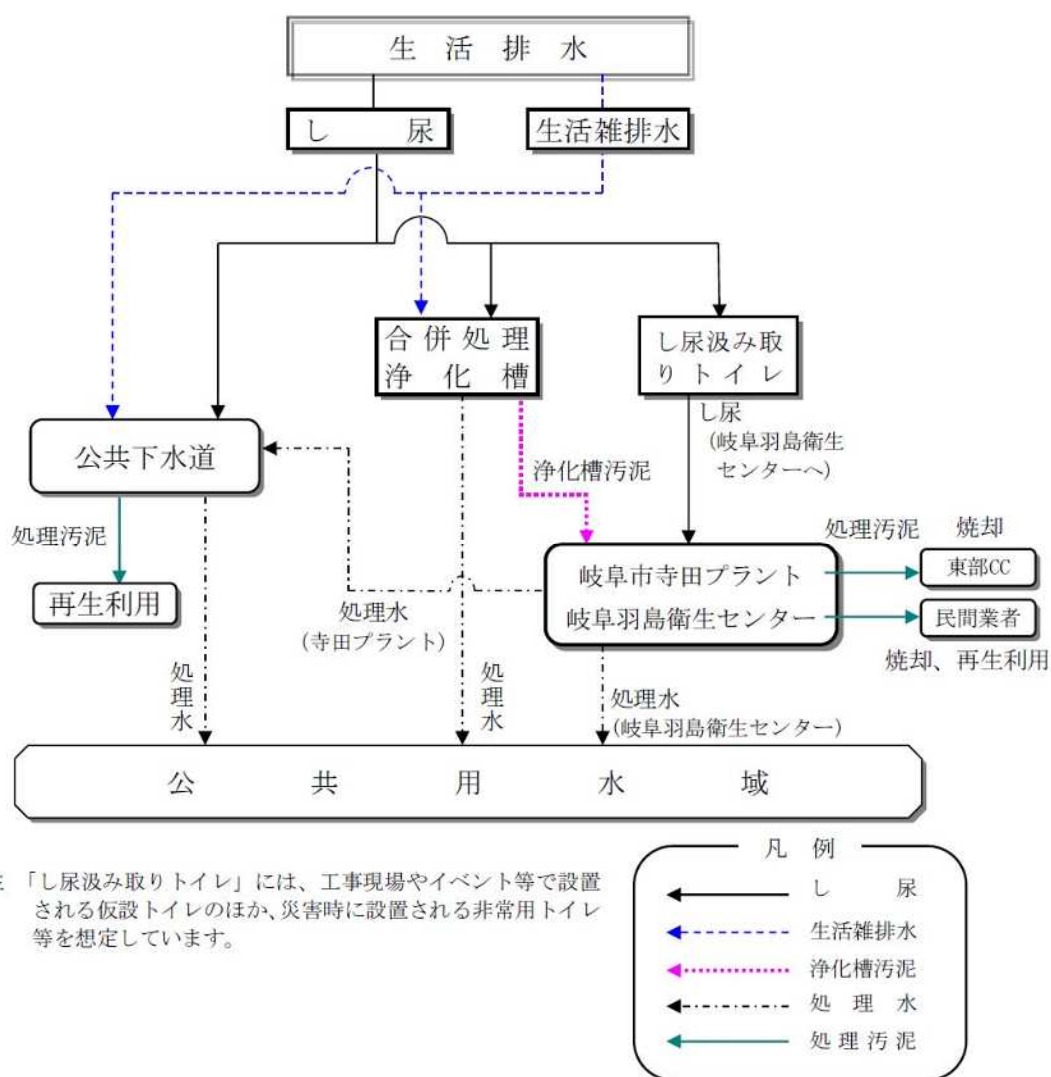 生活排水
し尿
生活雑排水
合併処理
浄化槽
し尿汲み取
りトイレ
し尿
(岐阜羽島衛生
センターへ)
公共下水道
浄化槽汚泥
処理汚泥
再生利用
処理水
(寺田プラント)
岐阜市寺田プラント
岐阜羽島衛生センター
処理汚泥
焼却
東部CC
民間業者
焼却、再生利用
処理水
処理水
処理水
(岐阜羽島衛生センター)
公共用水域
「し尿汲み取りトイレ」には、工事現場やイベント等で設置
される仮設トイレのほか、災害時に設置される非常用トイレ
等を想定しています。
凡例
し尿
生活雑排水
浄化槽汚泥
処理水
処理汚泥